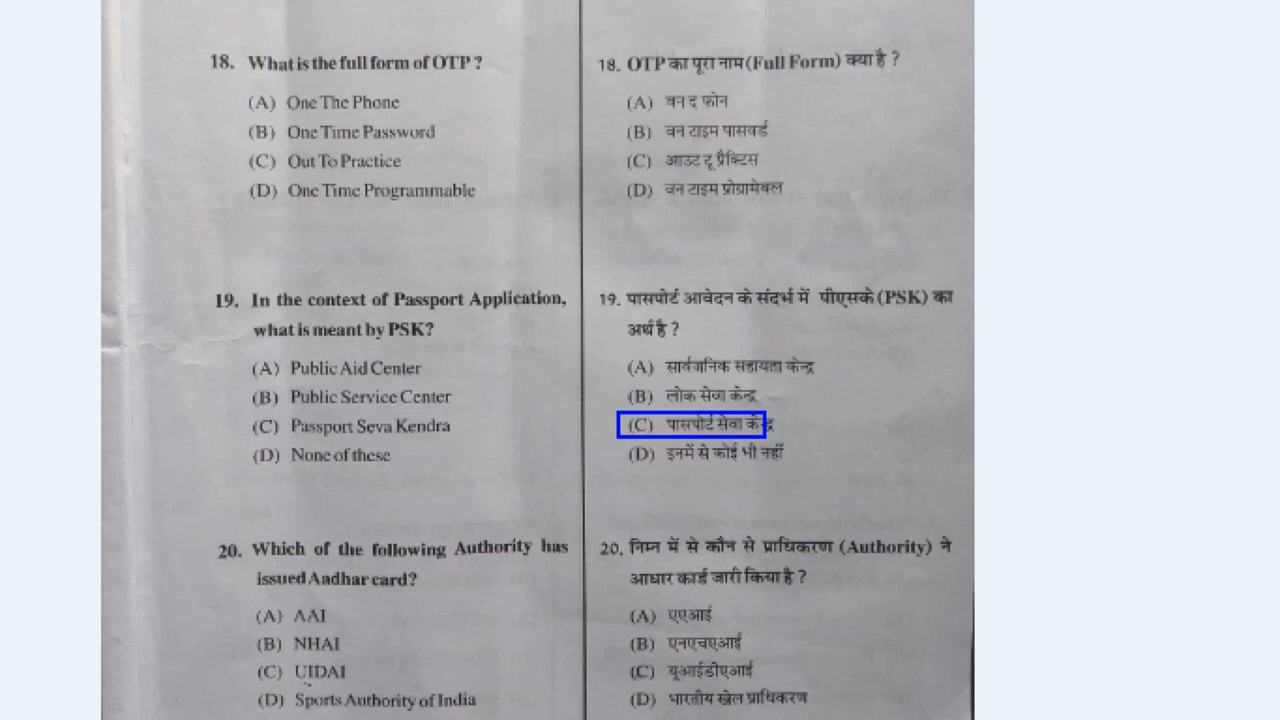 18. What is the full form of OTP ?
(A) One The Phone
(B) One Time Password
(C) Out To Practice
(D) One Time Programmable
19. In the context of Passport Application,
what is meant by PSK?
(A) Public Aid Center
(B) Public Service Center
(C) Passport Seva Kendra
(D) None of these
20. Which of the following Authority has
issued Aadhar card?
(A) AAI
(B) NHAI
(C) UIDAI
(D) Sports Authority of India
18. OTP का पूरा नाम (Full Form) क्या है ?
(A) वन द फोन
(B) वन टाइम पासवर्ड
(C) आउट टू प्रैक्टिस
(D) वन टाइम प्रोग्रामेबल
19. पासपोर्ट आवेदन के संदर्भ में पीएसके (PSK) का
अर्थ है ?
(A) सार्वजनिक सहायता केन्द्र
(B) लोक सेवा केन्द्र
(C) पासपोर्ट सेवा केन्द्र
(D) इनमें से कोई भी नहीं
20. निम्न में से कौन से प्राधिकरण (Authority) ने
आधार कार्ड जारी किया है ?
(A) एएआई
(B) एनएचएआई
(C) यूआईडीएआई
(D) भारतीय खेल प्राधिकरण